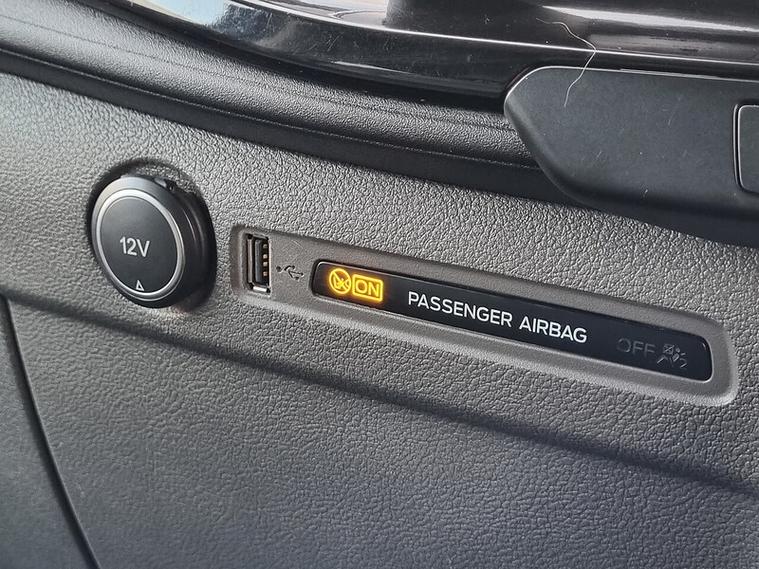 12V
ON PASSENGER AIRBAG OFF